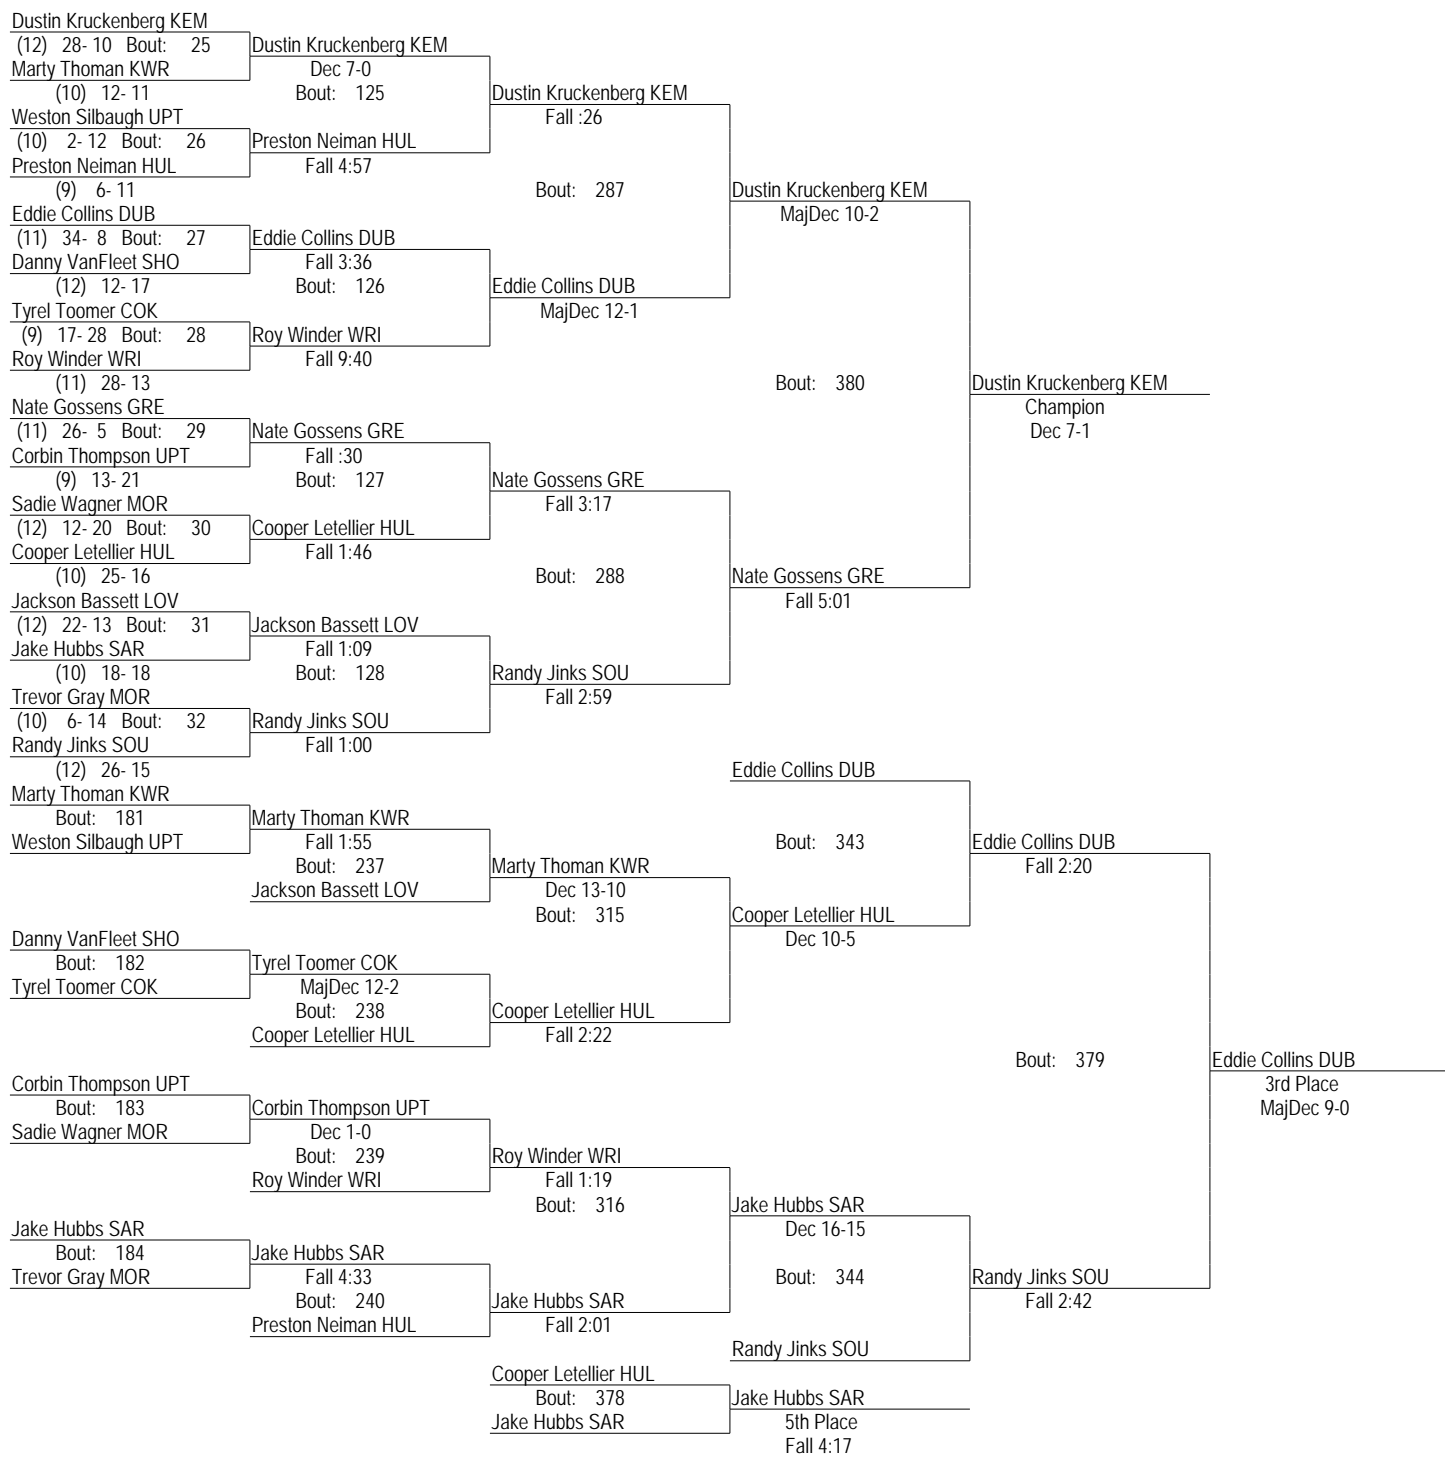 Dustin Kruckenberg KEM
(12) 28- 10 Bout: 25
Dustin Kruckenberg KEM
Marty Thoman KWR
Dec 7-0
(10) 12- 11
Bout: 125
Dustin Kruckenberg KEM
Weston Silbaugh UPT
Fall :26
(10) 2- 12 Bout: 26
Preston Neiman HUL
Preston Neiman HUL
Fall 4:57
(9) 6- 11
Bout: 287
Dustin Kruckenberg KEM
Eddie Collins DUB
MajDec 10-2
(11) 34- 8 Bout: 27
Eddie Collins DUB
Danny VanFleet SHO
Fall 3:36
(12) 12- 17
Bout: 126
Eddie Collins DUB
Tyrel Toomer COK
MajDec 12-1
(9) 17- 28 Bout: 28
Roy Winder WRI
Roy Winder WRI
Fall 9:40
(11) 28- 13
Bout: 380
Dustin Kruckenberg KEM
Nate Gossens GRE
Champion
(11) 26- 5 Bout: 29
Nate Gossens GRE
Dec 7-1
Corbin Thompson UPT
Fall :30
(9) 13- 21
Bout: 127
Nate Gossens GRE
Sadie Wagner MOR
Fall 3:17
(12) 12- 20 Bout: 30
Cooper Letellier HUL
Cooper Letellier HUL
Fall 1:46
(10) 25- 16
Bout: 288
Nate Gossens GRE
Jackson Bassett LOV
Fall 5:01
(12) 22- 13 Bout: 31
Jackson Bassett LOV
Jake Hubbs SAR
Fall 1:09
(10) 18- 18
Bout: 128
Randy Jinks SOU
Trevor Gray MOR
Fall 2:59
(10) 6- 14 Bout: 32
Randy Jinks SOU
Randy Jinks SOU
Fall 1:00
(12) 26- 15
Eddie Collins DUB
Marty Thoman KWR
Bout: 181
Marty Thoman KWR
Weston Silbaugh UPT
Fall 1:55
Bout: 343
Eddie Collins DUB
Bout: 237
Marty Thoman KWR
Fall 2:20
Jackson Bassett LOV
Dec 13-10
Bout: 315
Cooper Letellier HUL
Danny VanFleet SHO
Dec 10-5
Bout: 182
Tyrel Toomer COK
Tyrel Toomer COK
MajDec 12-2
Bout: 238
Cooper Letellier HUL
Cooper Letellier HUL
Fall 2:22
Bout: 379
Eddie Collins DUB
Corbin Thompson UPT
3rd Place
Bout: 183
Corbin Thompson UPT
MajDec 9-0
Sadie Wagner MOR
Dec 1-0
Bout: 239
Roy Winder WRI
Roy Winder WRI
Fall 1:19
Bout: 316
Jake Hubbs SAR
Jake Hubbs SAR
Dec 16-15
Bout: 184
Jake Hubbs SAR
Trevor Gray MOR
Fall 4:33
Bout: 344
Randy Jinks SOU
Bout: 240
Jake Hubbs SAR
Fall 2:42
Preston Neiman HUL
Fall 2:01
Randy Jinks SOU
Cooper Letellier HUL
Bout: 378
Jake Hubbs SAR
Jake Hubbs SAR
5th Place
Fall 4:17